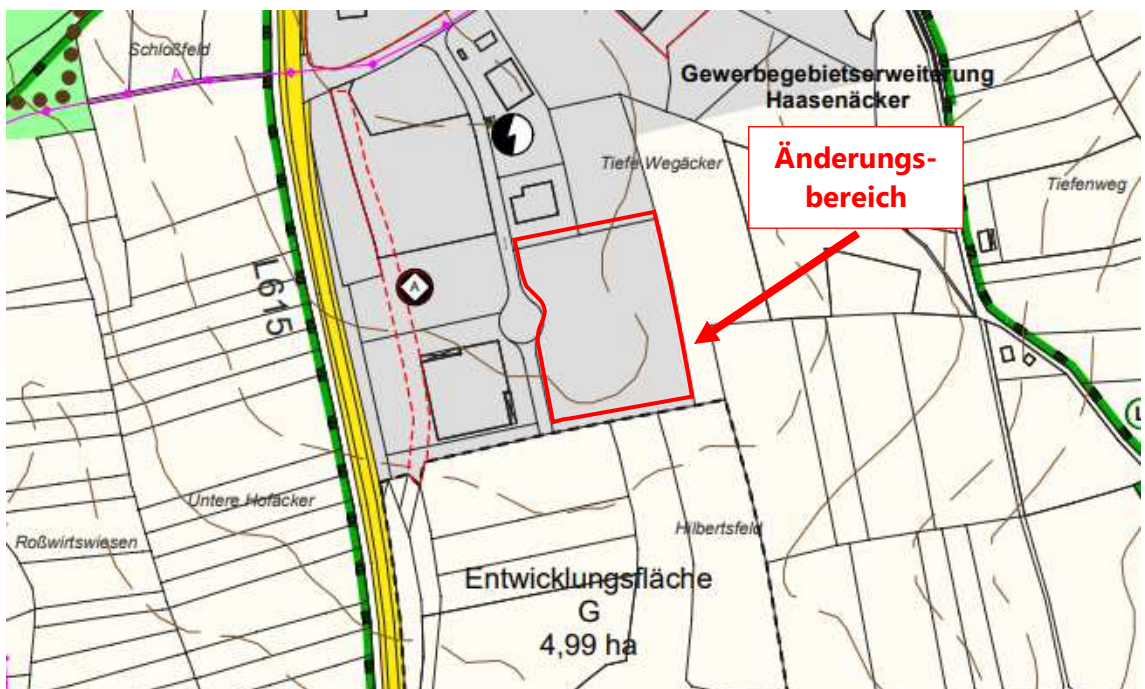 Schloßfeld
A
Gewerbegebietserweiterung
Haasenäcker
Tiefe Wegäcker
Änderungs-
bereich
Tiefenweg
L615
A
L
Untere Hofäcker
Roßwirtswiesen
Hilbertsfeld
Entwicklungsfläche
G
4,99 ha